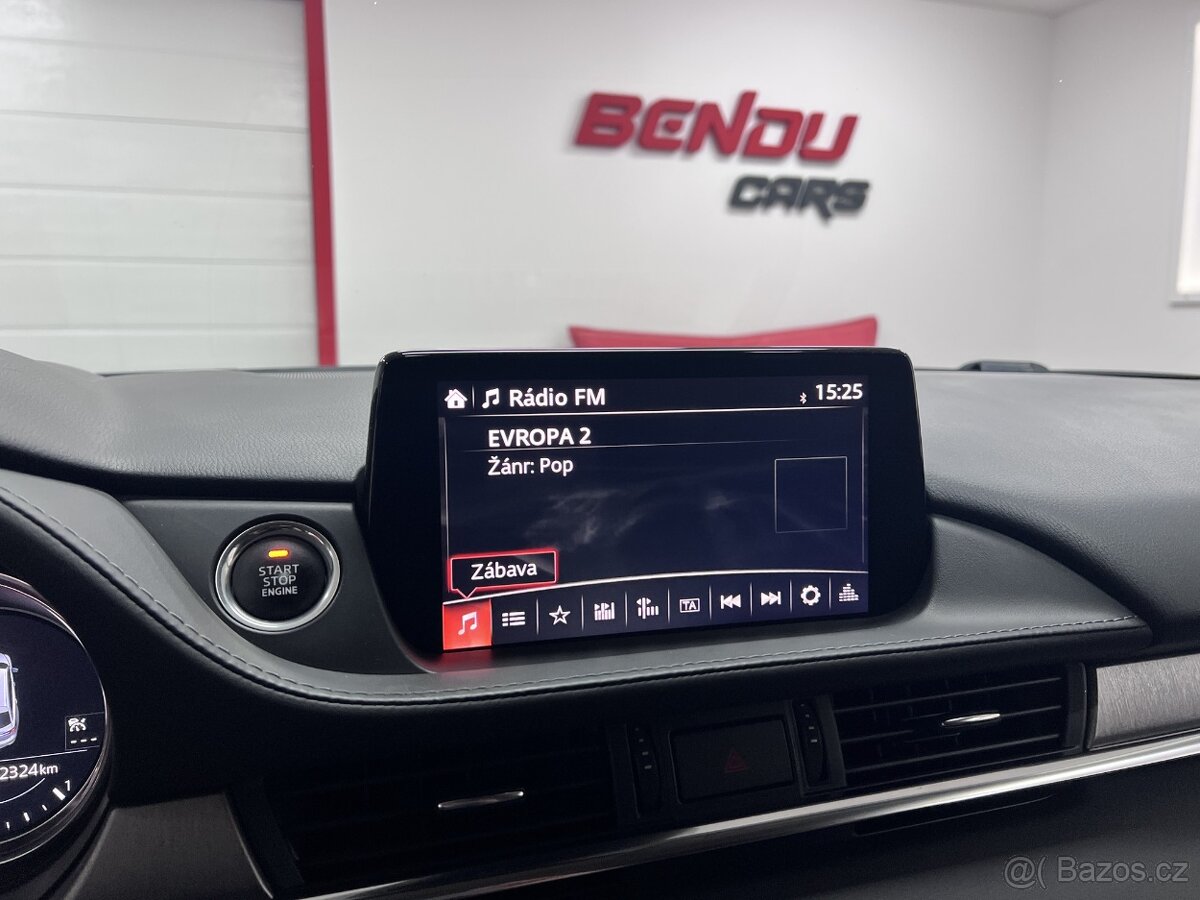 BENDU
CARS
Rádio FM
15:25
EVROPA 2
Žánr: Pop
Zábava
TA
START
STOP
ENGINE
2324km
@( Bazos.cz